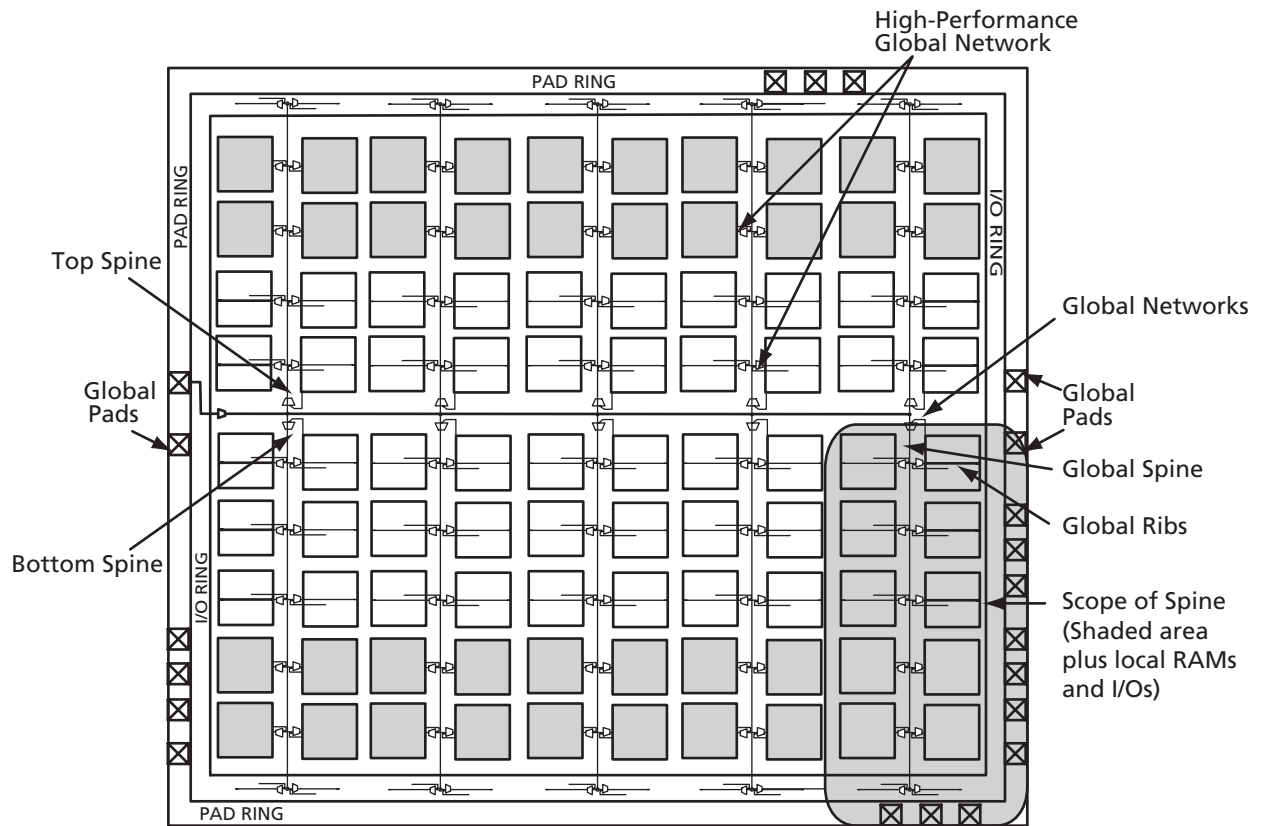 High-Performance
Global Network
PAD RING
PAD RING
I/O RING
Top Spine
Global Networks
Global
Pads
Global
Pads
Global Spine
Global Ribs
Bottom Spine
I/O RING
Scope of Spine
(Shaded area
plus local RAMs
and I/Os)
PAD RING